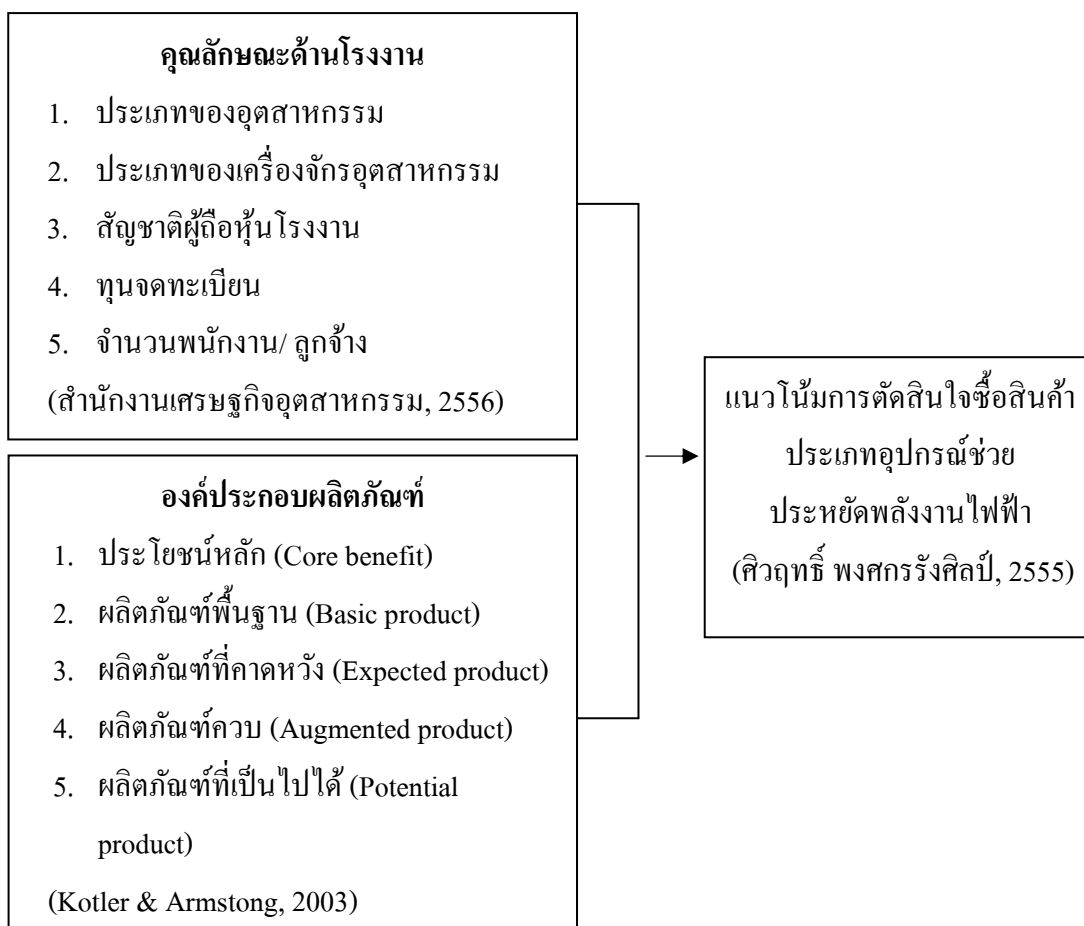 คุณลักษณะด้านโรงงาน
1. ประเภทของอุตสาหกรรม
2. ประเภทของเครื่องจักรอุตสาหกรรม
3. สัญชาติผู้ถือหุ้นโรงงาน
4. ทุนจดทะเบียน
5. จำนวนพนักงาน/ ลูกจ้าง
(สำนักงานเศรษฐกิจอุตสาหกรรม, 2556)
องค์ประกอบผลิตภัณฑ์
1. ประโยชน์หลัก (Core benefit)
2. ผลิตภัณฑ์พื้นฐาน (Basic product)
3. ผลิตภัณฑ์ที่คาดหวัง (Expected product)
4. ผลิตภัณฑ์ควบ (Augmented product)
5. ผลิตภัณฑ์ที่เป็นไปได้ (Potential
product)
(Kotler & Armstong, 2003)
แนวโน้มการตัดสินใจซื้อสินค้า
ประเภทอุปกรณ์ช่วย
ประหยัดพลังงานไฟฟ้า
(ศิวฤทธิ์ พงศกรรังศิลป์, 2555)